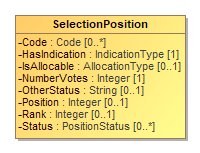 SelectionPosition
-Code : Code [0..*]
-HasIndication : IndicationType [1]
-IsAllocable : AllocationType [0..1]
-NumberVotes : Integer [1]
-OtherStatus : String [0..1]
-Position : Integer [0..1]
-Rank : Integer [0..1]
-Status : PositionStatus [0..*]